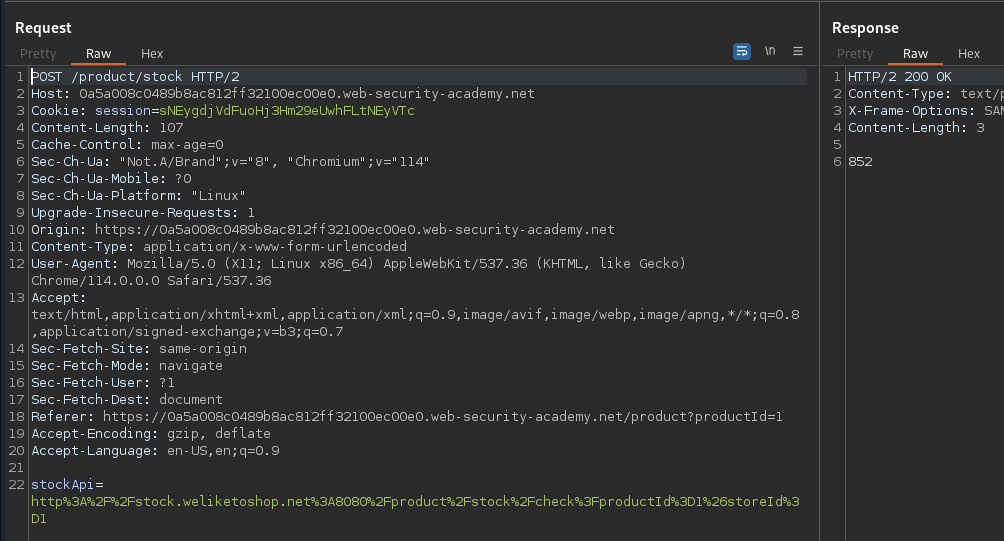 Request
Pretty Raw Hex
\n
1 POST /product/stock HTTP/2
2 Host: 0a5a008c0489b8ac812ff32100ec00e0.web-security-academy.net
3 Cookie: session=sNEygdjVdFuoHj3Hm29eUwhFLtNEyVTc
4 Content-Length: 107
5 Cache-Control: max-age=0
6 Sec-Ch-Ua: "Not.A/Brand";v="8", "Chromium";v="114"
7 Sec-Ch-Ua-Mobile: ?0
8 Sec-Ch-Ua-Platform: "Linux"
9 Upgrade-Insecure-Requests: 1
10 Origin: https://0a5a008c0489b8ac812ff32100ec00e0.web-security-academy.net
11 Content-Type: application/x-www-form-urlencoded
12 User-Agent: Mozilla/5.0 (X11; Linux x86_64) AppleWebKit/537.36 (KHTML, like Gecko)
Chrome/114.0.0.0 Safari/537.36
13 Accept:
text/html,application/xhtml+xml,application/xml;q=0.9,image/avif,image/webp,image/apng,*/*;q=0.8
,application/signed-exchange;v=b3;q=0.7
14 Sec-Fetch-Site: same-origin
15 Sec-Fetch-Mode: navigate
16 Sec-Fetch-User: ?1
17 Sec-Fetch-Dest: document
18 Referer: https://0a5a008c0489b8ac812ff32100ec00e0.web-security-academy.net/product?productId=1
19 Accept-Encoding: gzip, deflate
20 Accept-Language: en-US,en;q=0.9
21
22 stockApi=
http%3A%2F%2Fstock.weliketoshop.net%3A8080%2Fproduct%2Fstock%2Fcheck%3FproductId%3D1%26storeId%3
D1
Response
Pretty Raw Hex
1 HTTP/2 200 OK
2 Content-Type: text/p
3 X-Frame-Options: SAM
4 Content-Length: 3
5
6 852